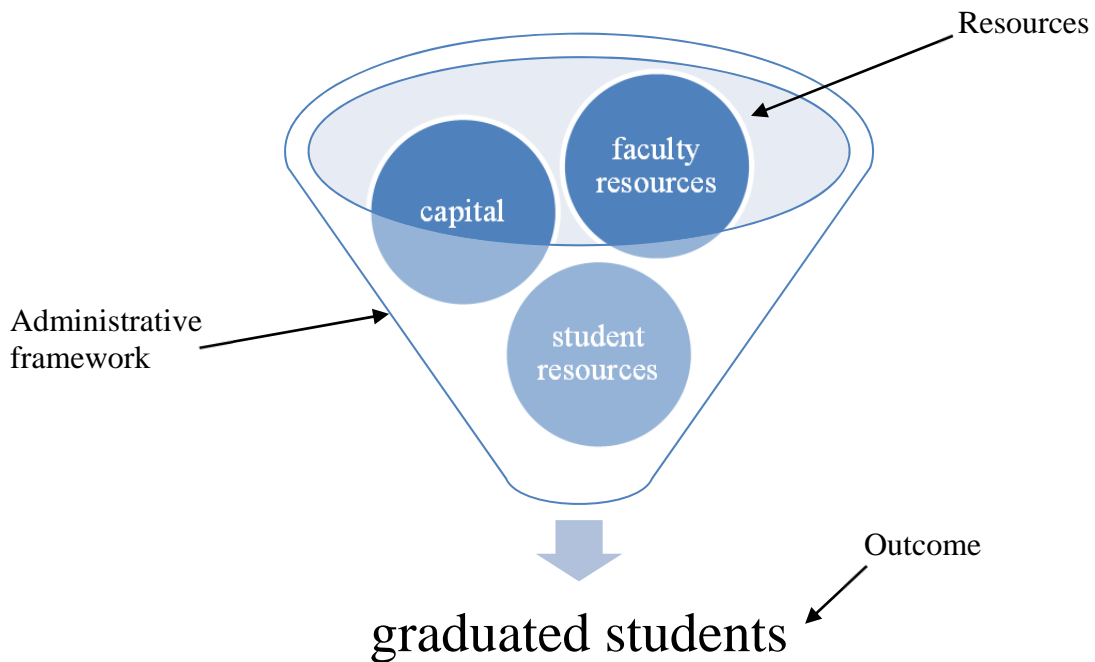 Resources
faculty
resources
capital
Administrative
framework
student
resources
Outcome
graduated students